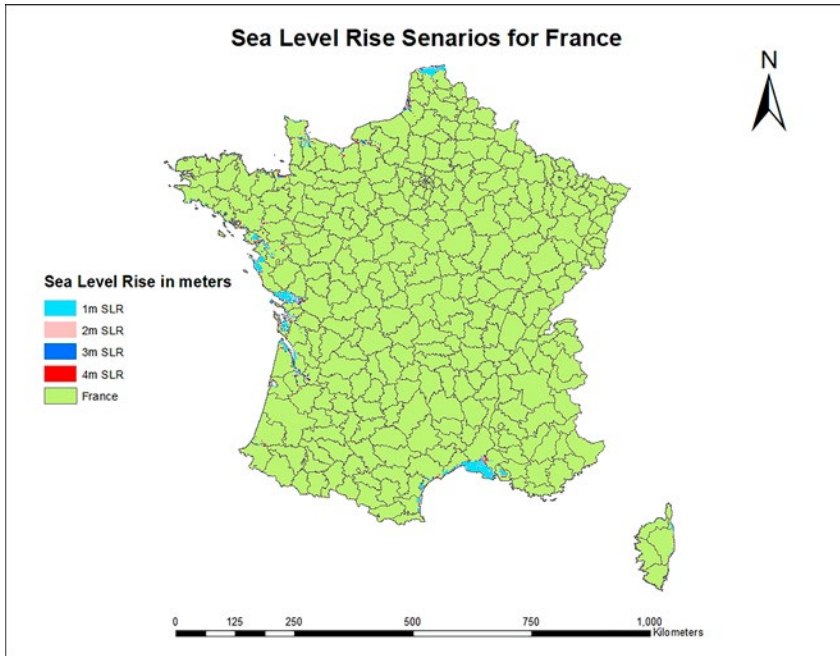 Sea Level Rise Senarios for France
N
Sea Level Rise in meters
1m SLR
2m SLR
3m SLR
4m SLR
France
0 125 250 500 750 1,000
Kilometers